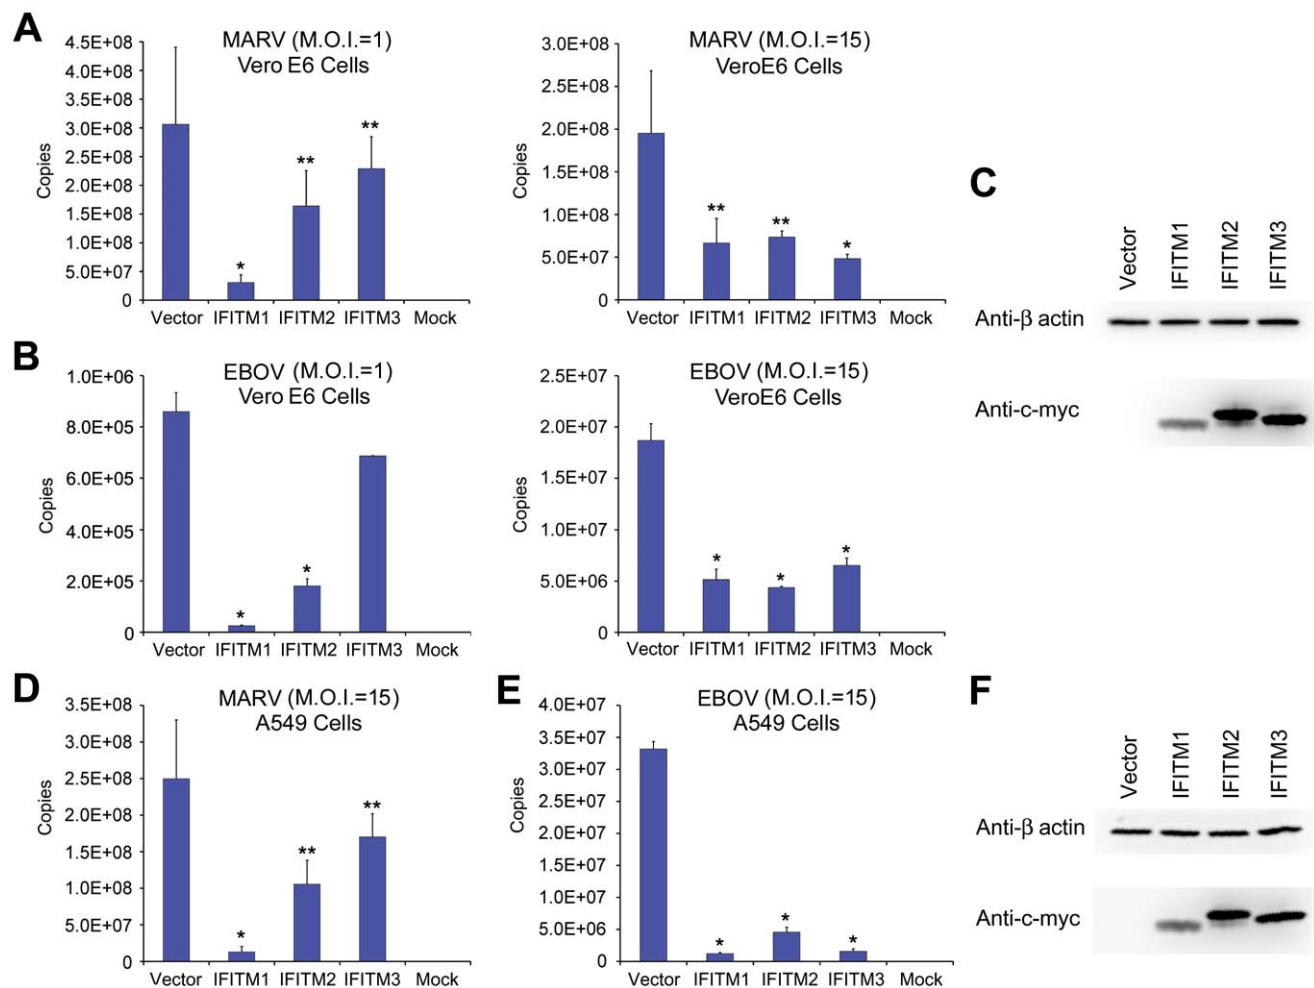 A
MARV (M.O.I.=1)
Vero E6 Cells
Copies
4.5E+08
4.0E+08
3.5E+08
3.0E+08
2.5E+08
2.0E+08
1.5E+08
1.0E+08
5.0E+07
0
*
**
**
Vector IFITM1 IFITM2 IFITM3 Mock
MARV (M.O.I.=15)
VeroE6 Cells
Copies
3.0E+08
2.5E+08
2.0E+08
1.5E+08
1.0E+08
5.0E+07
0
**
**
*
Vector IFITM1 IFITM2 IFITM3 Mock
B
EBOV (M.O.I.=1)
Vero E6 Cells
Copies
1.0E+06
8.0E+05
6.0E+05
4.0E+05
2.0E+05
0
*
*
Vector IFITM1 IFITM2 IFITM3 Mock
EBOV (M.O.I.=15)
VeroE6 Cells
Copies
2.5E+07
2.0E+07
1.5E+07
1.0E+07
5.0E+06
0
*
*
*
Vector IFITM1 IFITM2 IFITM3 Mock
C
Vector
IFITM1
IFITM2
IFITM3
Anti-β actin
Anti-c-myc
D
MARV (M.O.I.=15)
A549 Cells
Copies
3.5E+08
3.0E+08
2.5E+08
2.0E+08
1.5E+08
1.0E+08
5.0E+07
0
*
**
**
Vector IFITM1 IFITM2 IFITM3 Mock
E
EBOV (M.O.I.=15)
A549 Cells
Copies
4.0E+07
3.5E+07
3.0E+07
2.5E+07
2.0E+07
1.5E+07
1.0E+07
5.0E+06
0
*
*
*
Vector IFITM1 IFITM2 IFITM3 Mock
F
Vector
IFITM1
IFITM2
IFITM3
Anti-β actin
Anti-c-myc